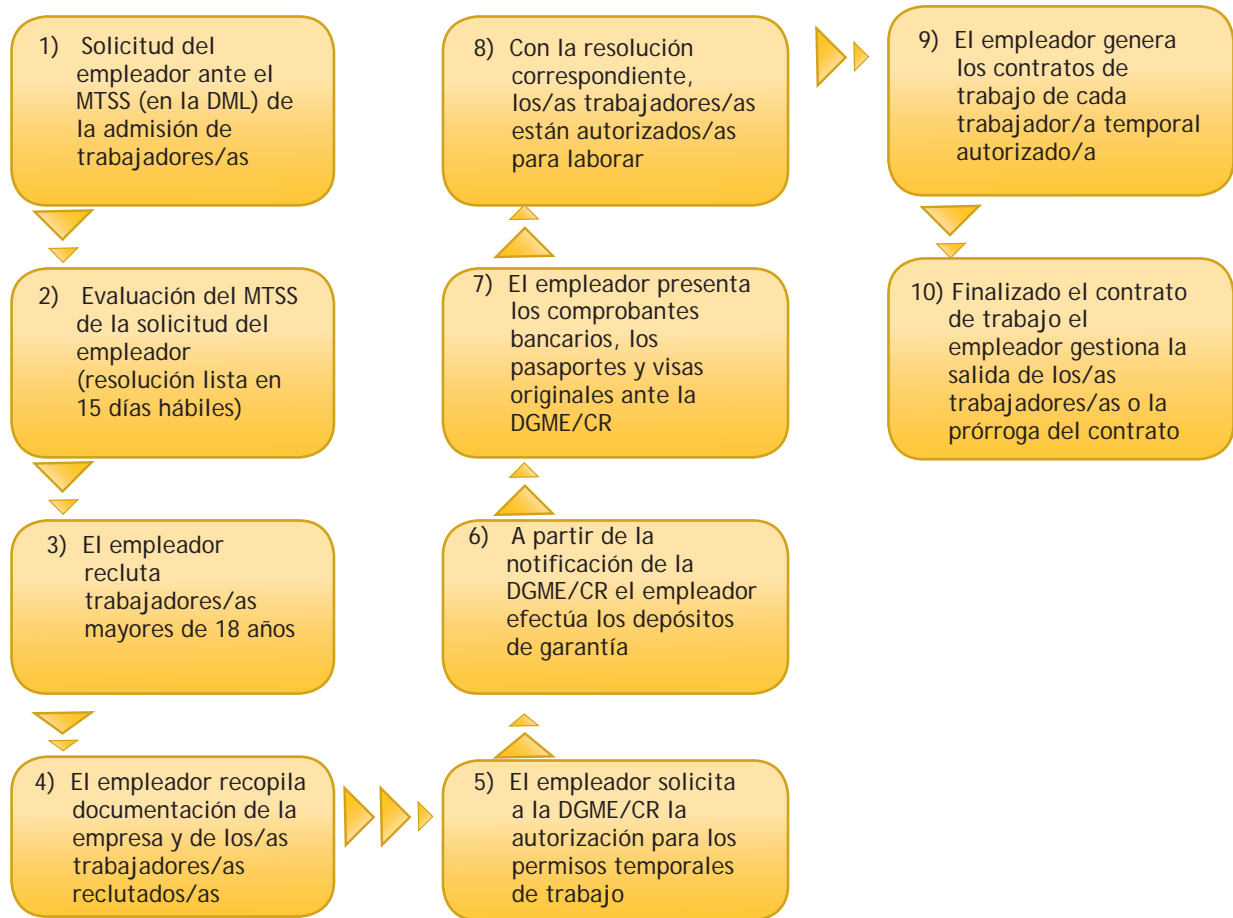 1) Solicitud del
empleador ante el
MTSS (en la DML) de
la admisión de
trabajadores/as
2) Evaluación del MTSS
de la solicitud del
empleador
(resolución lista en
15 días hábiles)
3) El empleador
recluta
trabajadores/as
mayores de 18 años
4) El empleador recopila
documentación de la
empresa y de los/as
trabajadores/as
reclutados/as
5) El empleador solicita
a la DGME/CR la
autorización para los
permisos temporales
de trabajo
6) A partir de la
notificación de la
DGME/CR el empleador
efectúa los depósitos
de garantía
7) El empleador presenta
los comprobantes
bancarios, los
pasaportes y visas
originales ante la
DGME/CR
8) Con la resolución
correspondiente,
los/as trabajadores/as
están autorizados/as
para laborar
9) El empleador genera
los contratos de
trabajo de cada
trabajador/a temporal
autorizado/a
10) Finalizado el contrato
de trabajo el
empleador gestiona la
salida de los/as
trabajadores/as o la
prórroga del contrato